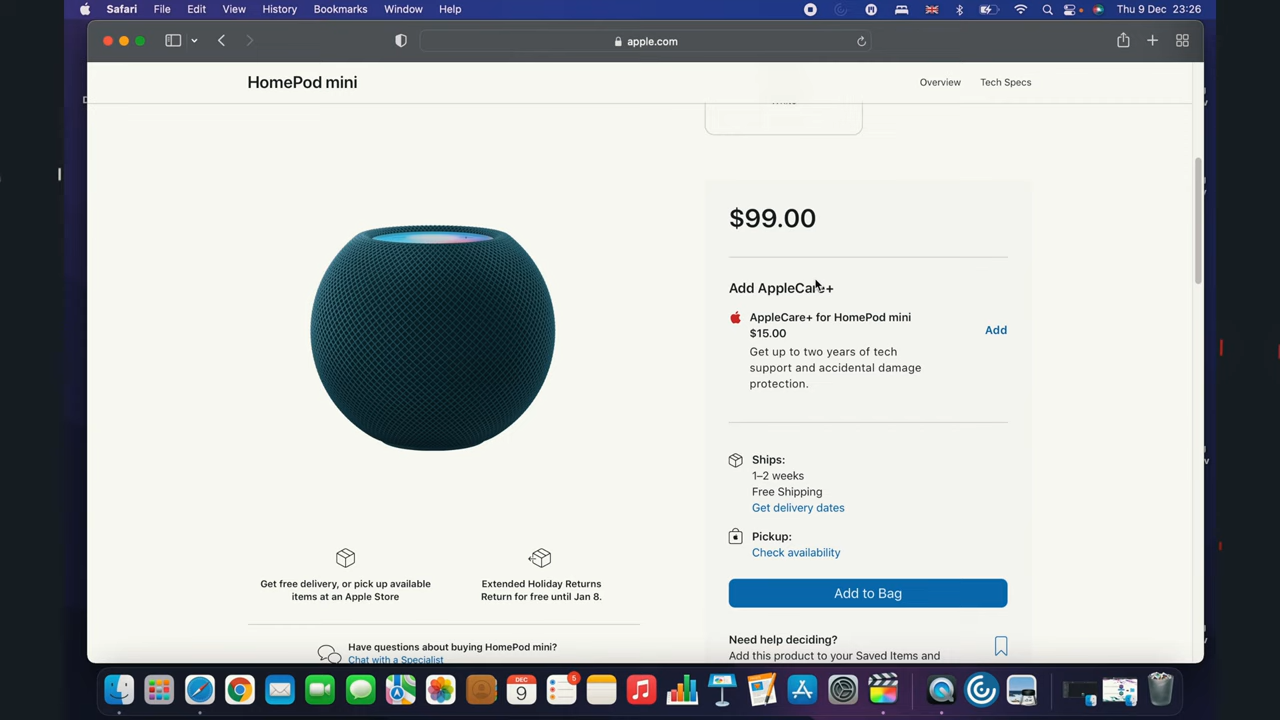 Safari File Edit View History Bookmarks Window Help Thu 9 Dec 23:26
apple.com
HomePod mini Overview Tech Specs
$99.00
Add AppleCare+
AppleCare+ for HomePod mini
$15.00
Add
Get up to two years of tech
support and accidental damage
protection.
Ships:
1–2 weeks
Free Shipping
Get delivery dates
Pickup:
Check availability
Add to Bag
Need help deciding?
Add this product to your Saved Items and
Get free delivery, or pick up available
items at an Apple Store
Extended Holiday Returns
Return for free until Jan 8.
Have questions about buying HomePod mini?
Chat with a Specialist
DEC
9
5